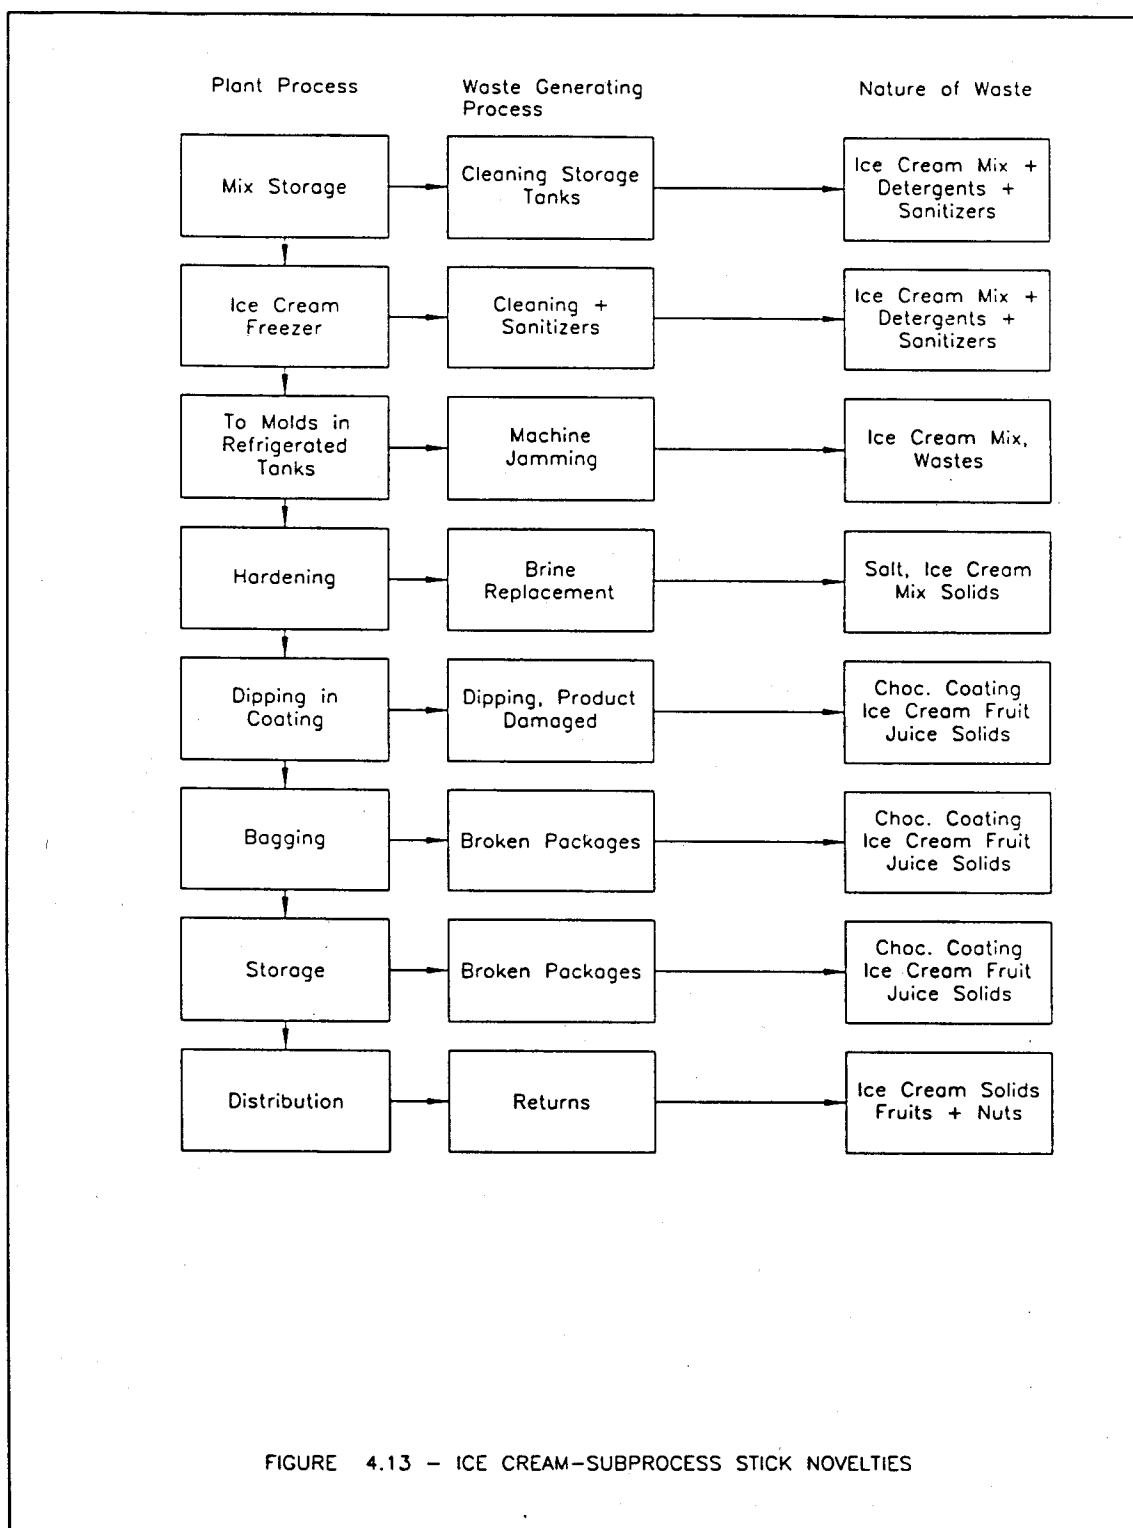 Plant Process
Waste Generating
Process
Nature of Waste
Mix Storage
Cleaning Storage
Tanks
Ice Cream Mix +
Detergents +
Sanitizers
Ice Cream
Freezer
Cleaning +
Sanitizers
Ice Cream Mix +
Detergents +
Sanitizers
To Molds in
Refrigerated
Tanks
Machine
Jamming
Ice Cream Mix,
Wastes
Hardening
Brine
Replacement
Salt, Ice Cream
Mix Solids
Dipping in
Coating
Dipping, Product
Damaged
Choc. Coating
Ice Cream Fruit
Juice Solids
Bagging
Broken Packages
Choc. Coating
Ice Cream Fruit
Juice Solids
Storage
Broken Packages
Choc. Coating
Ice Cream Fruit
Juice Solids
Distribution
Returns
Ice Cream Solids
Fruits + Nuts
FIGURE 4.13 – ICE CREAM–SUBPROCESS STICK NOVELTIES